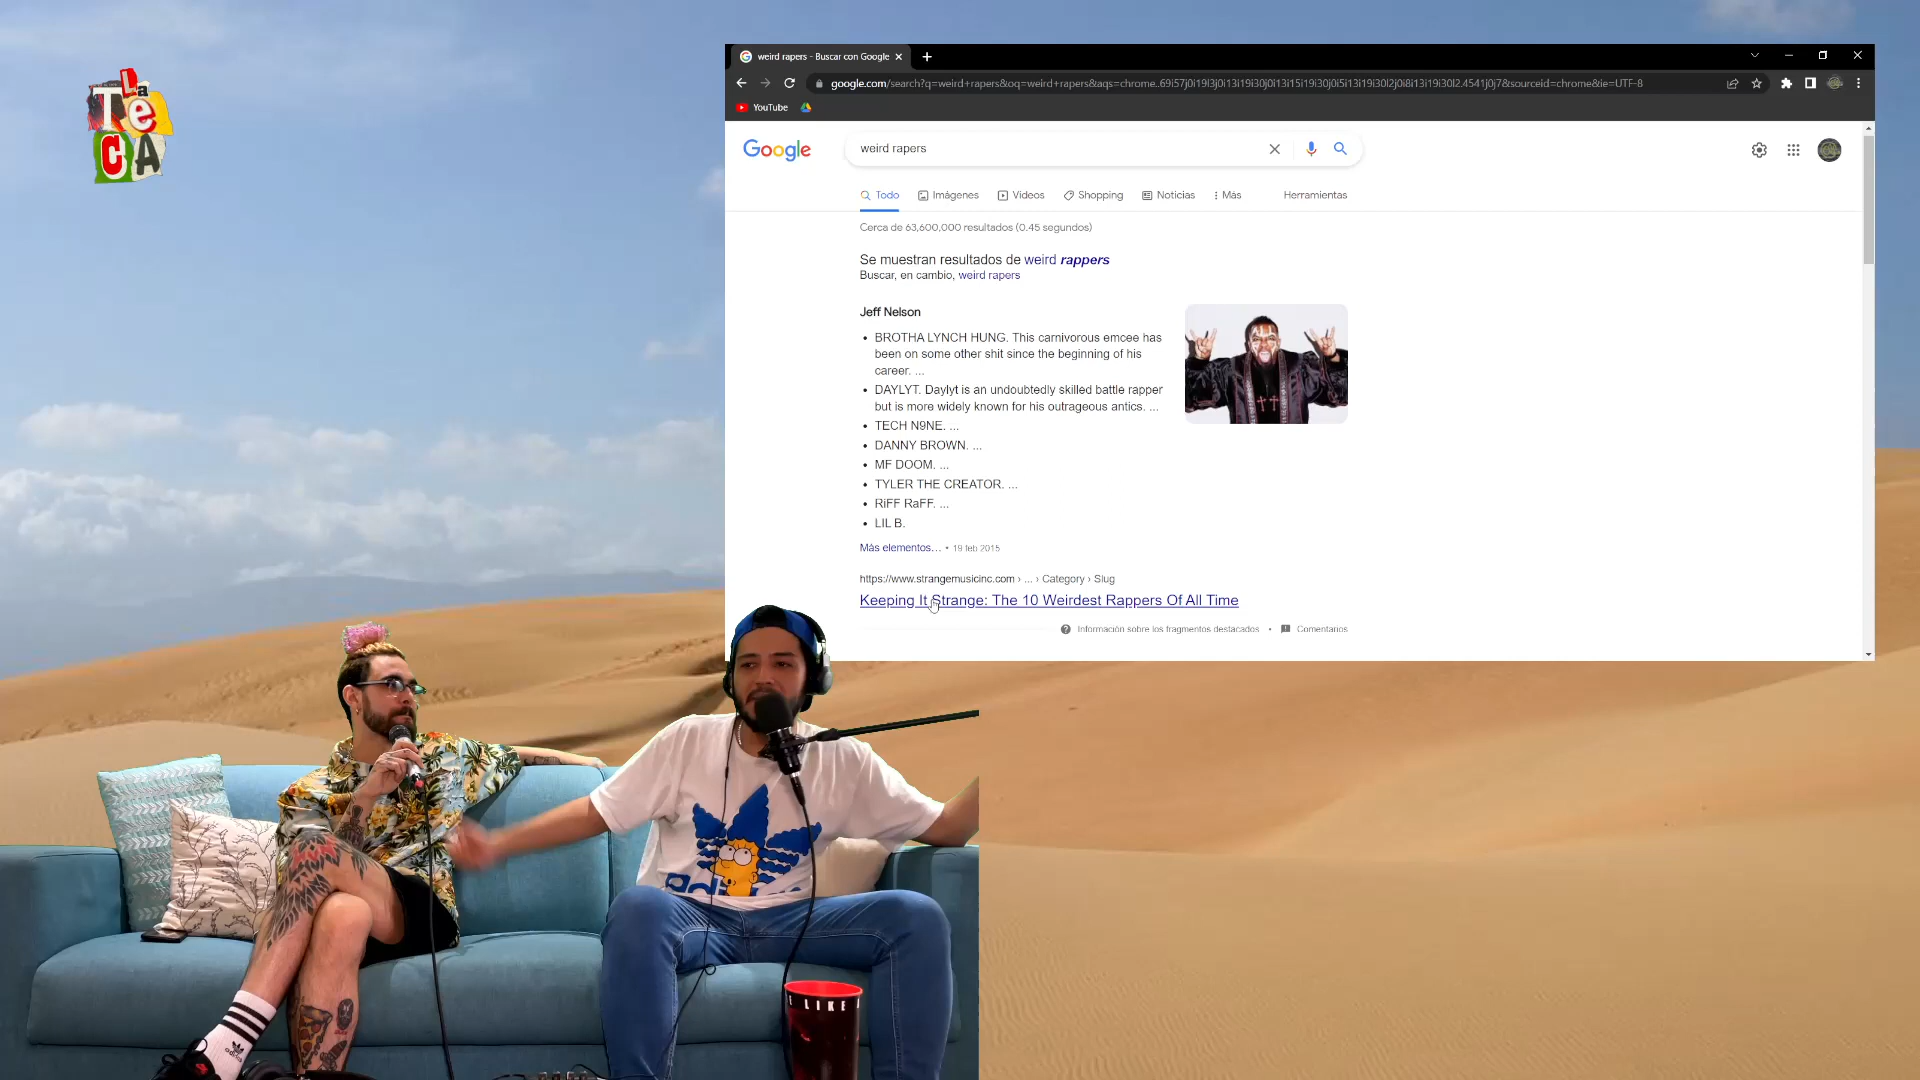 La
TeCA
weird rapers - Buscar con Google
google.com/search?q=weird+rapers&oq=weird+rapers&aqs=chrome..69i57j0i19l3j0i13i19i30j0i13i15i19i30j0i5i13i19i30l2j0i8i13i19i30l2.4541j0j7&sourceid=chrome&ie=UTF-8
YouTube
Google
weird rapers
Todo
Imágenes
Videos
Shopping
Noticias
Más
Herramientas
Cerca de 63,600,000 resultados (0.45 segundos)
Se muestran resultados de weird rappers
Buscar, en cambio, weird rapers
Jeff Nelson
• BROTHA LYNCH HUNG. This carnivorous emcee has
been on some other shit since the beginning of his
career. ...
• DAYLYT. Daylyt is an undoubtedly skilled battle rapper
but is more widely known for his outrageous antics. ...
• TECH N9NE. ...
• DANNY BROWN. ...
• MF DOOM. ...
• TYLER THE CREATOR. ...
• RiFF RaFF. ...
• LIL B.
Más elementos... • 19 feb 2015
https://www.strangemusicinc.com › ... › Category › Slug
Keeping It Strange: The 10 Weirdest Rappers Of All Time
Información sobre los fragmentos destacados • Comentarios
adidas
E LIKE
adidas